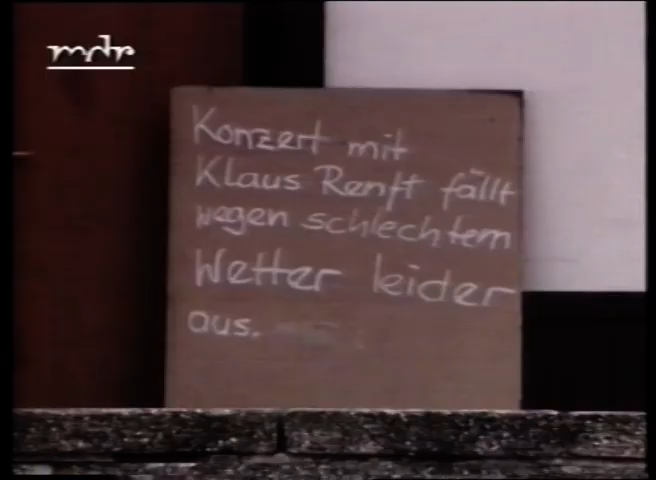 mdr
Konzert mit
Klaus Renft fällt
wegen schlechtem
Wetter leider
aus.